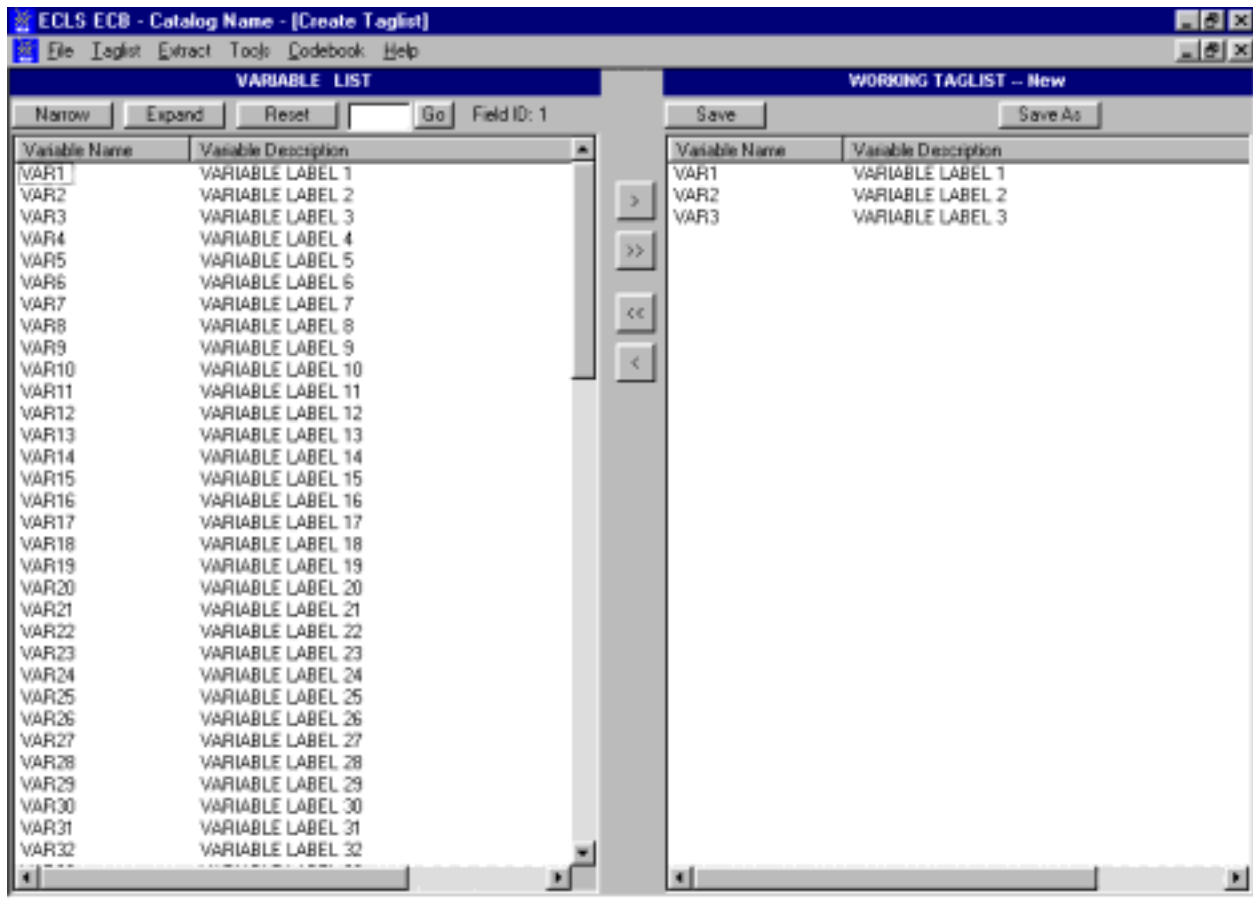 ECLS ECB - Catalog Name - [Create Taglist]
File Taglist Extract Tools Codebook Help
VARIABLE LIST
Narrow Expand Reset Go Field ID: 1
Variable Name Variable Description
VAR1 VARIABLE LABEL 1
VAR2 VARIABLE LABEL 2
VAR3 VARIABLE LABEL 3
VAR4 VARIABLE LABEL 4
VAR5 VARIABLE LABEL 5
VAR6 VARIABLE LABEL 6
VAR7 VARIABLE LABEL 7
VAR8 VARIABLE LABEL 8
VAR9 VARIABLE LABEL 9
VAR10 VARIABLE LABEL 10
VAR11 VARIABLE LABEL 11
VAR12 VARIABLE LABEL 12
VAR13 VARIABLE LABEL 13
VAR14 VARIABLE LABEL 14
VAR15 VARIABLE LABEL 15
VAR16 VARIABLE LABEL 16
VAR17 VARIABLE LABEL 17
VAR18 VARIABLE LABEL 18
VAR19 VARIABLE LABEL 19
VAR20 VARIABLE LABEL 20
VAR21 VARIABLE LABEL 21
VAR22 VARIABLE LABEL 22
VAR23 VARIABLE LABEL 23
VAR24 VARIABLE LABEL 24
VAR25 VARIABLE LABEL 25
VAR26 VARIABLE LABEL 26
VAR27 VARIABLE LABEL 27
VAR28 VARIABLE LABEL 28
VAR29 VARIABLE LABEL 29
VAR30 VARIABLE LABEL 30
VAR31 VARIABLE LABEL 31
VAR32 VARIABLE LABEL 32
>
>>
<<
<
WORKING TAGLIST -- New
Save Save As
Variable Name Variable Description
VAR1 VARIABLE LABEL 1
VAR2 VARIABLE LABEL 2
VAR3 VARIABLE LABEL 3